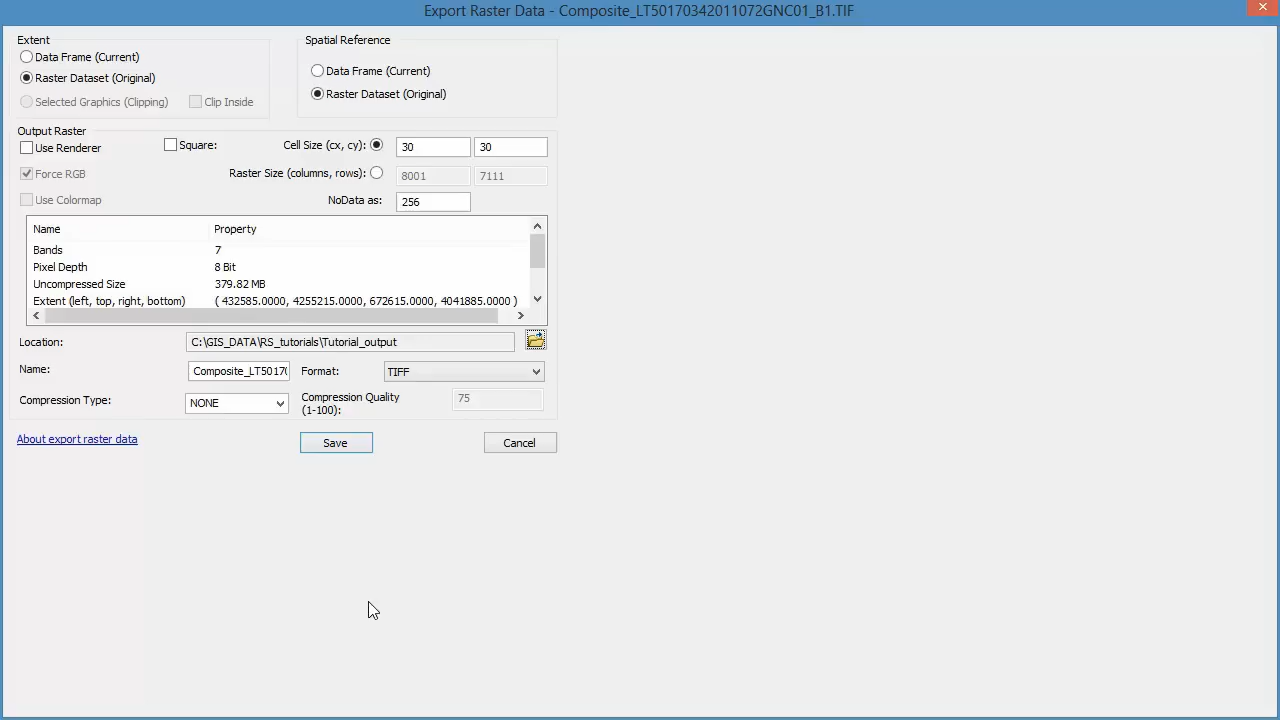 Export Raster Data - Composite_LT50170342011072GNC01_B1.TIF
Extent
Data Frame (Current)
Raster Dataset (Original)
Selected Graphics (Clipping)
Clip Inside
Spatial Reference
Data Frame (Current)
Raster Dataset (Original)
Output Raster
Use Renderer
Square:
Cell Size (cx, cy):
30
30
Force RGB
Raster Size (columns, rows):
8001
7111
Use Colormap
NoData as:
256
Name Property
Bands 7
Pixel Depth 8 Bit
Uncompressed Size 379.82 MB
Extent (left, top, right, bottom) ( 432585.0000, 4255215.0000, 672615.0000, 4041885.0000 )
Location:
C:\GIS_DATA\RS_tutorials\Tutorial_output
Name:
Composite_LT5017(
Format:
TIFF
Compression Type:
NONE
Compression Quality
(1-100):
75
About export raster data
Save
Cancel